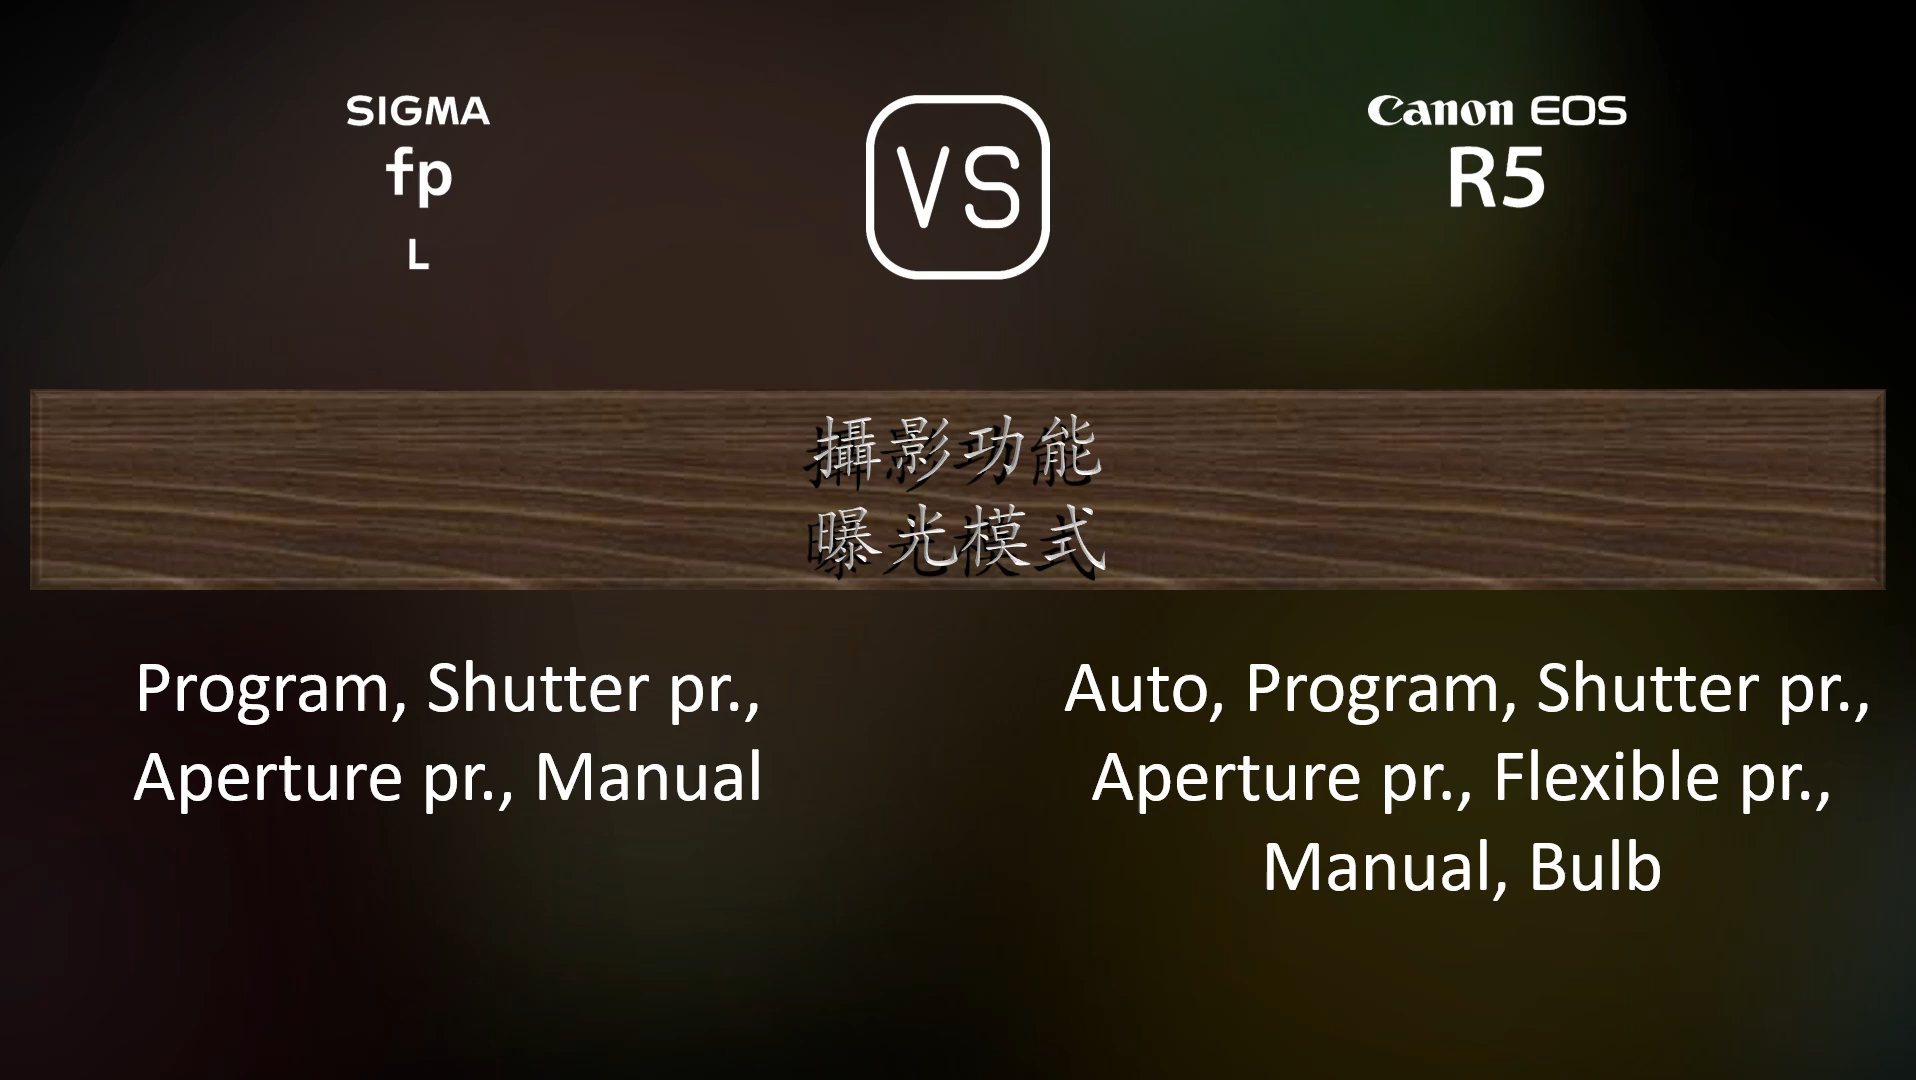 SIGMA
fp
L
VS
Canon EOS
R5
攝影功能
曝光模式
Program, Shutter pr.,
Aperture pr., Manual
Auto, Program, Shutter pr.,
Aperture pr., Flexible pr.,
Manual, Bulb